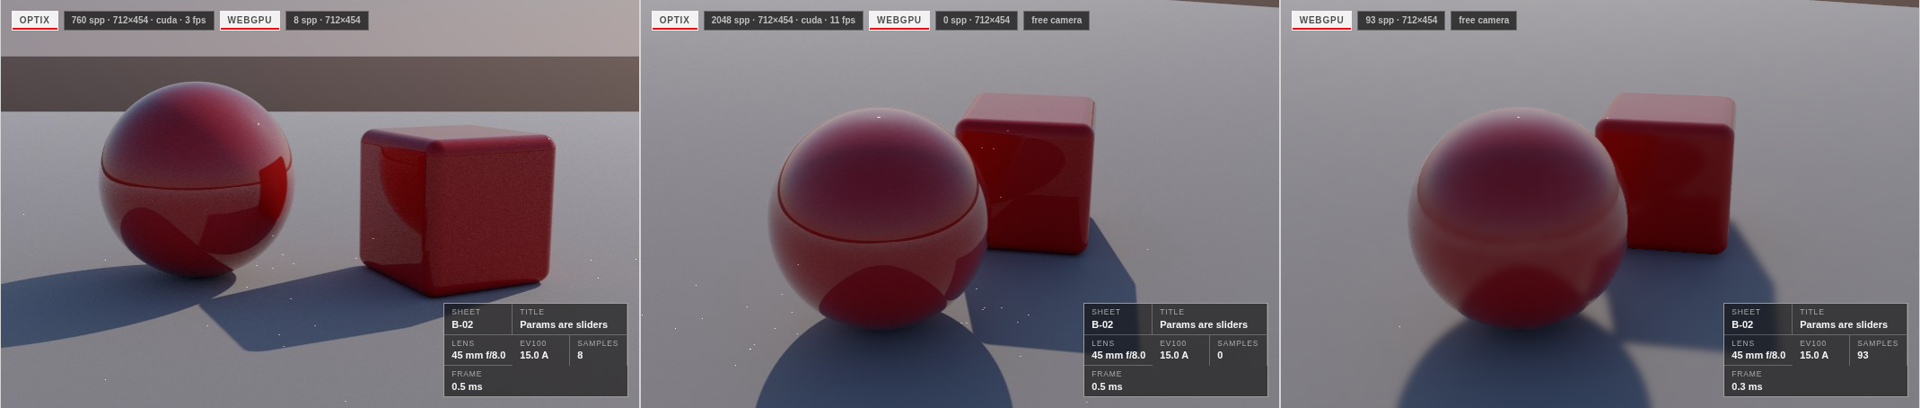 OPTIX 760 spp · 712×454 · cuda · 3 fps WEBGPU 8 spp · 712×454
SHEET TITLE
B-02 Params are sliders
LENS EV100 SAMPLES
45 mm f/8.0 15.0 A 8
FRAME
0.5 ms
OPTIX 2048 spp · 712×454 · cuda · 11 fps WEBGPU 0 spp · 712×454 free camera
SHEET TITLE
B-02 Params are sliders
LENS EV100 SAMPLES
45 mm f/8.0 15.0 A 0
FRAME
0.5 ms
WEBGPU 93 spp · 712×454 free camera
SHEET TITLE
B-02 Params are sliders
LENS EV100 SAMPLES
45 mm f/8.0 15.0 A 93
FRAME
0.3 ms